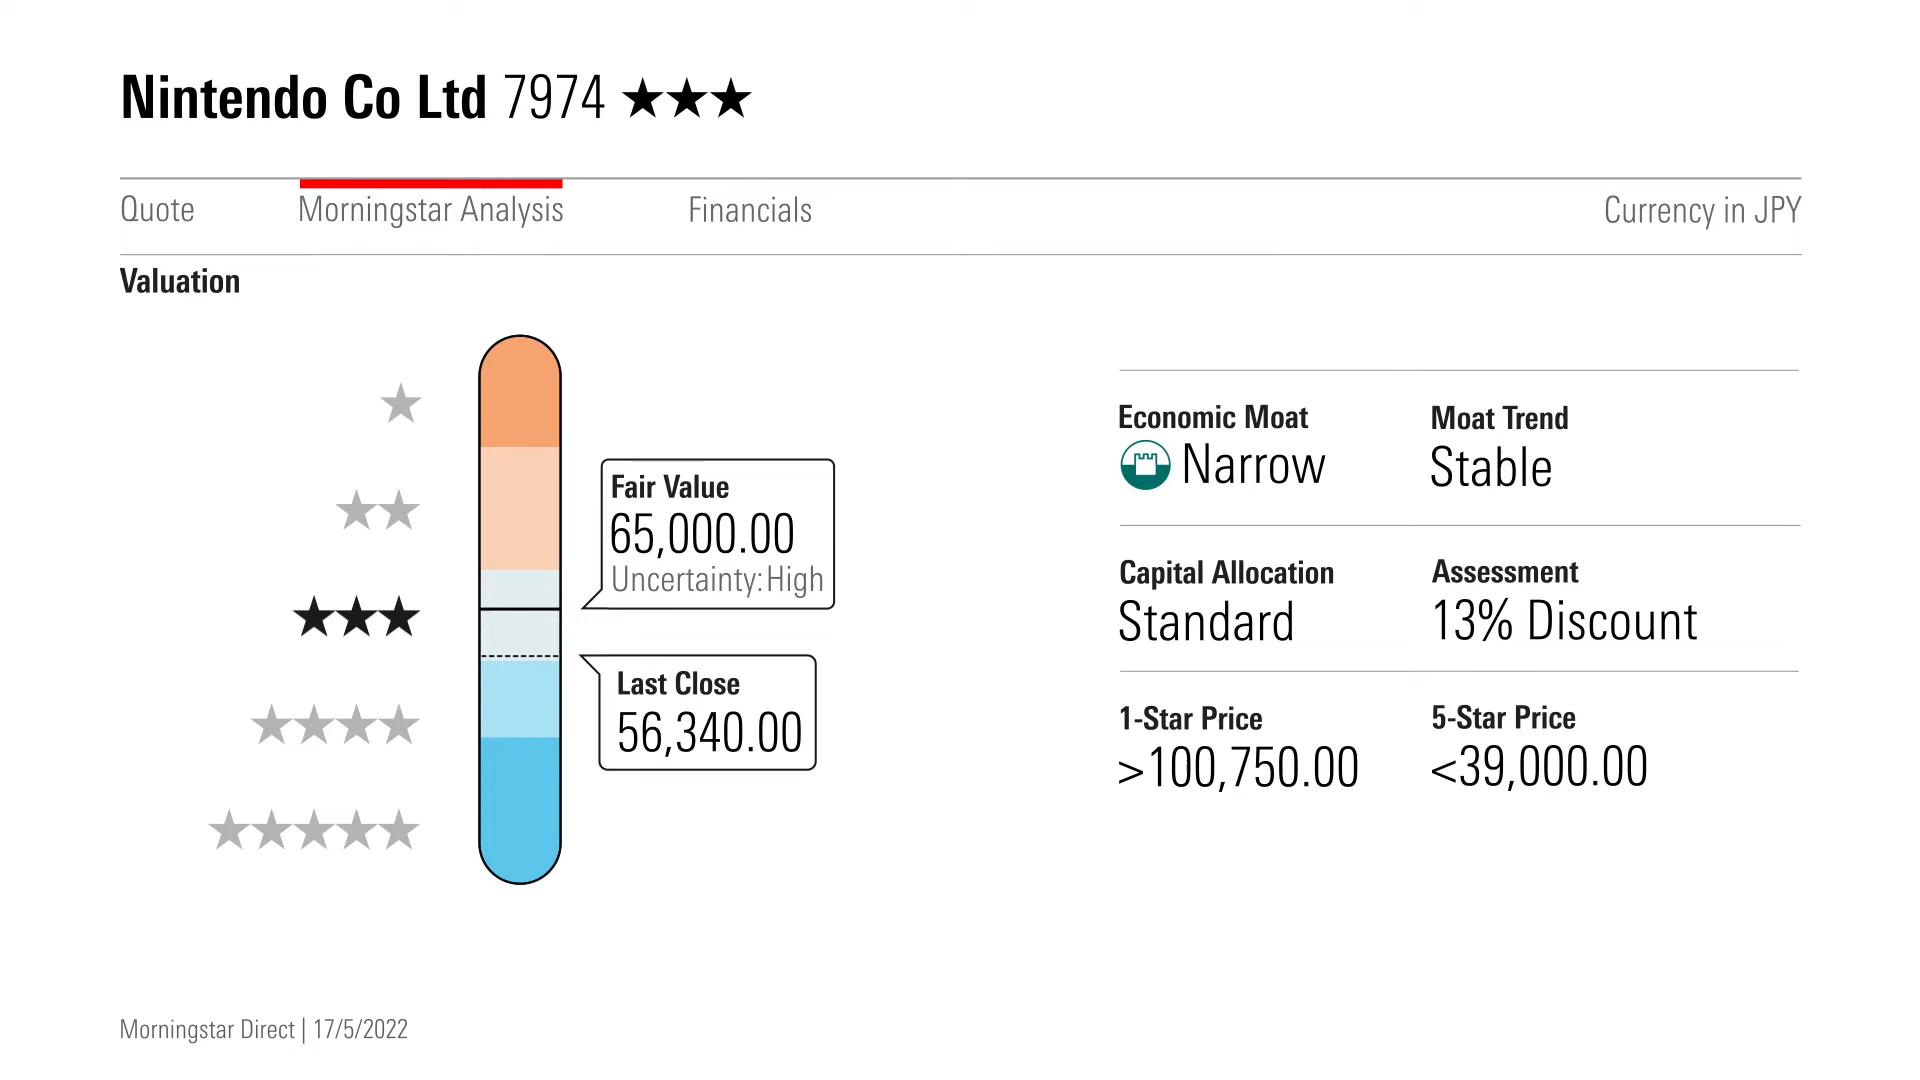 Nintendo Co Ltd 7974 ★★★
Quote Morningstar Analysis Financials Currency in JPY
Valuation
★
★★
★★★
★★★★
★★★★★
Fair Value
65,000.00
Uncertainty: High
Last Close
56,340.00
Economic Moat Moat Trend
Narrow Stable
Capital Allocation Assessment
Standard 13% Discount
1-Star Price 5-Star Price
>100,750.00 <39,000.00
Morningstar Direct | 17/5/2022